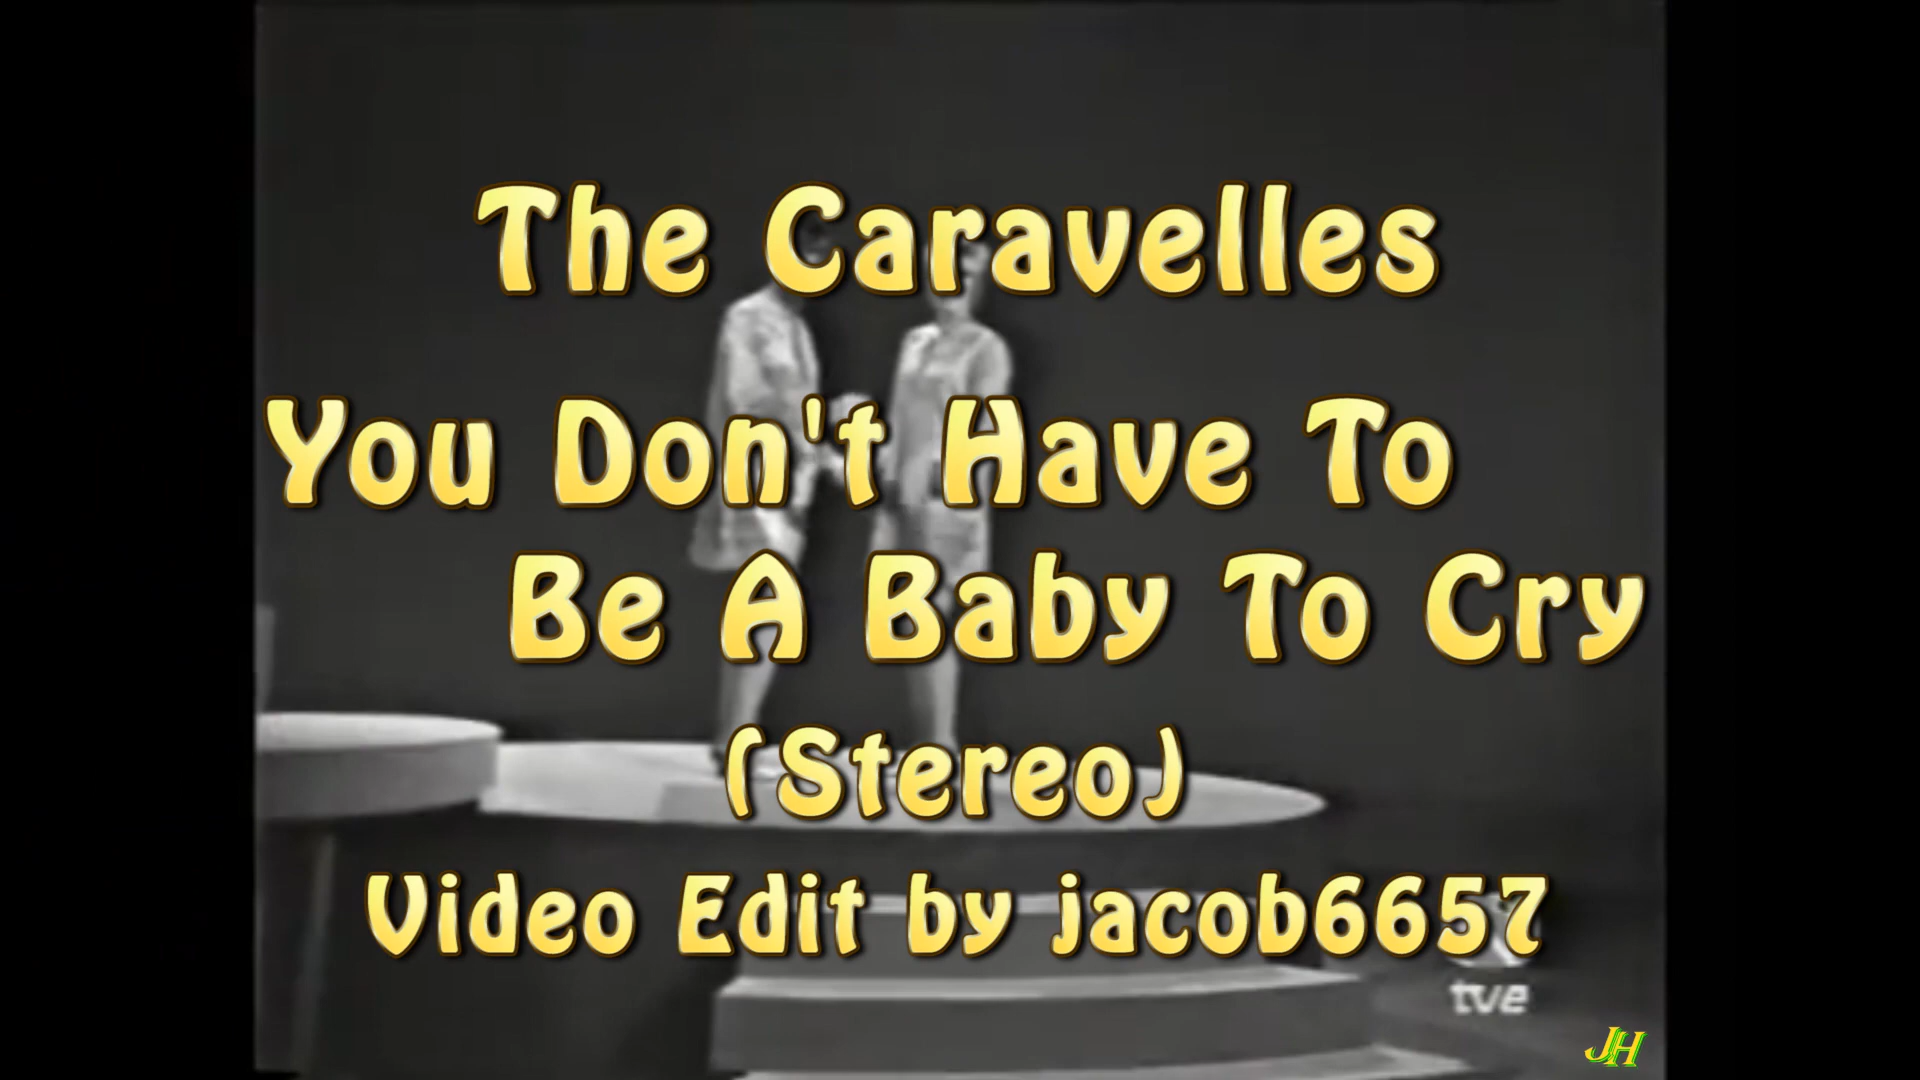 The Caravelles
You Don't Have To
Be A Baby To Cry
(Stereo)
Video Edit by jacob6657
tve
JH